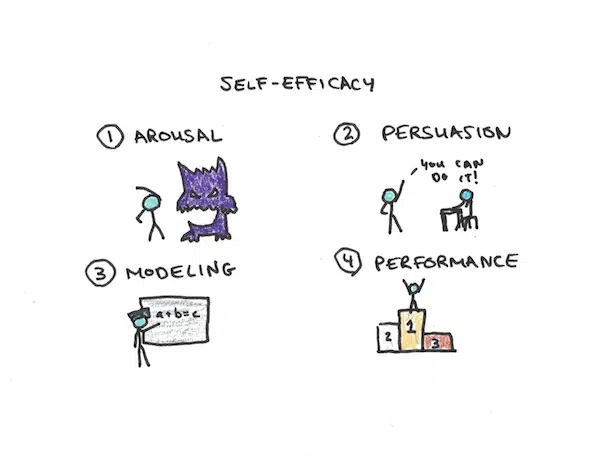 SELF-EFFICACY
1 AROUSAL
2 PERSUASION
YOU CAN
DO IT!
3 MODELING
a+b=c
4 PERFORMANCE
2
1
3